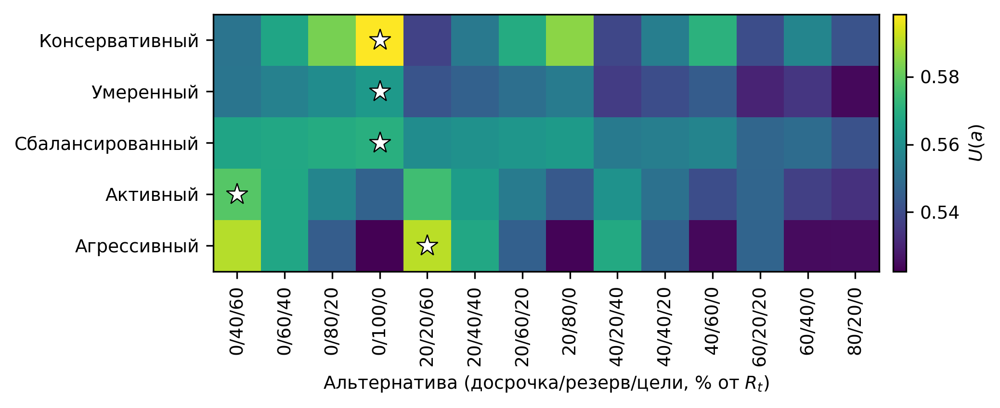 Консервативный
Умеренный
Сбалансированный
Активный
Агрессивный
0.58
0.56
0.54
U(a)
0/40/60
0/60/40
0/80/20
0/100/0
20/20/60
20/40/40
20/60/20
20/80/0
40/20/40
40/40/20
40/60/0
60/20/20
60/40/0
80/20/0
Альтернатива (досрочка/резерв/цели, % от Rₜ)